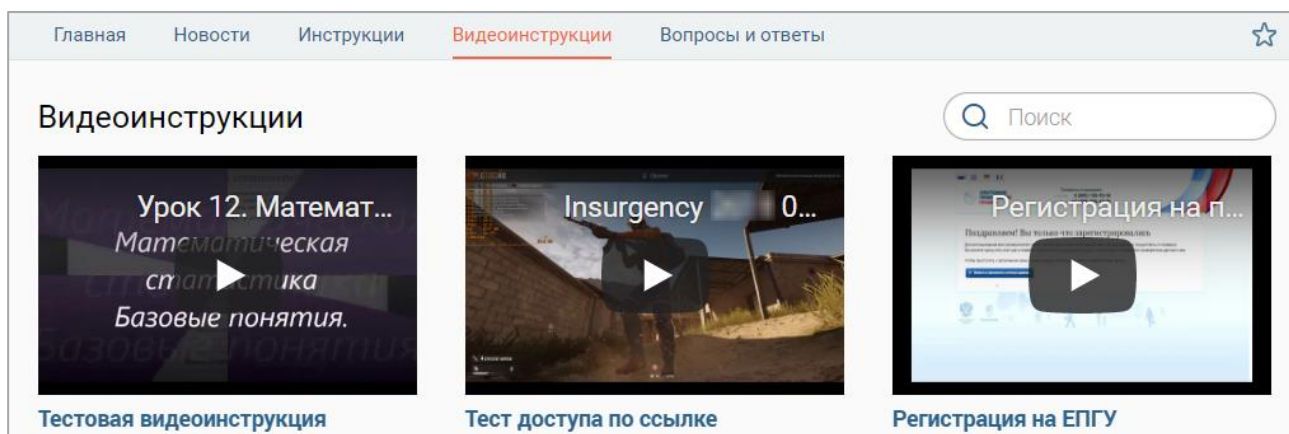 Главная Новости Инструкции Видеоинструкции Вопросы и ответы
Видеоинструкции
Поиск
Урок 12. Математ...
Математическая
статистика
Базовые понятия.
Insurgency 0...
Регистрация на п...
Поздравляем! Вы только что зарегистрировались
Тестовая видеоинструкция Тест доступа по ссылке Регистрация на ЕПГУ